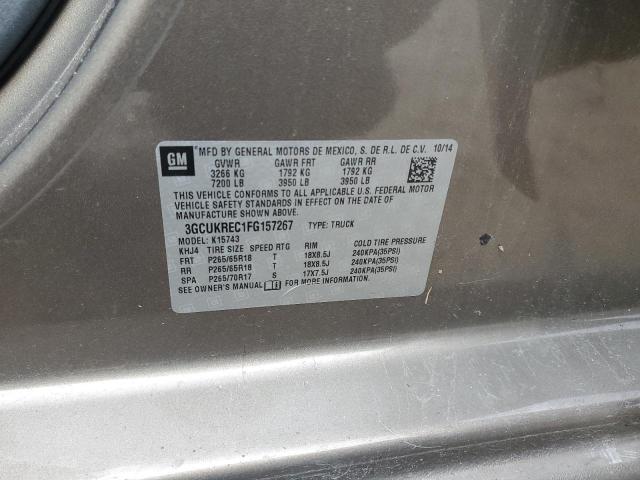 GM MFD BY GENERAL MOTORS DE MEXICO, S. DE R.L. DE C.V. 10/14
GVWR GAWR FRT GAWR RR
3266 KG 1792 KG 1792 KG
7200 LB 3950 LB 3950 LB
THIS VEHICLE CONFORMS TO ALL APPLICABLE U.S. FEDERAL MOTOR
VEHICLE SAFETY STANDARDS IN EFFECT ON THE DATE OF
MANUFACTURE SHOWN ABOVE.
3GCUKREC1FG157267 TYPE: TRUCK
MODEL: K15743
KHJ4 TIRE SIZE SPEED RTG RIM COLD TIRE PRESSURE
FRT P265/65R18 T 18X8.5J 240KPA(35PSI)
RR P265/65R18 T 18X8.5J 240KPA(35PSI)
SPA P265/70R17 S 17X7.5J 240KPA(35PSI)
SEE OWNER'S MANUAL FOR MORE INFORMATION.